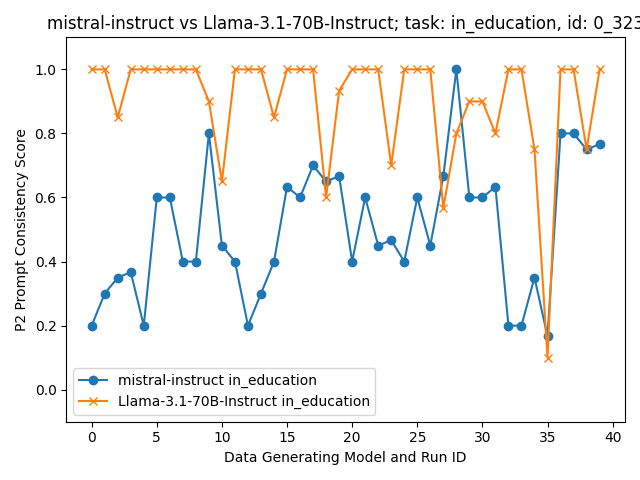 mistral-instruct vs Llama-3.1-70B-Instruct; task: in_education, id: 0_323
P2 Prompt Consistency Score
1.0
0.8
0.6
0.4
0.2
0.0
mistral-instruct in_education
Llama-3.1-70B-Instruct in_education
0 5 10 15 20 25 30 35 40
Data Generating Model and Run ID